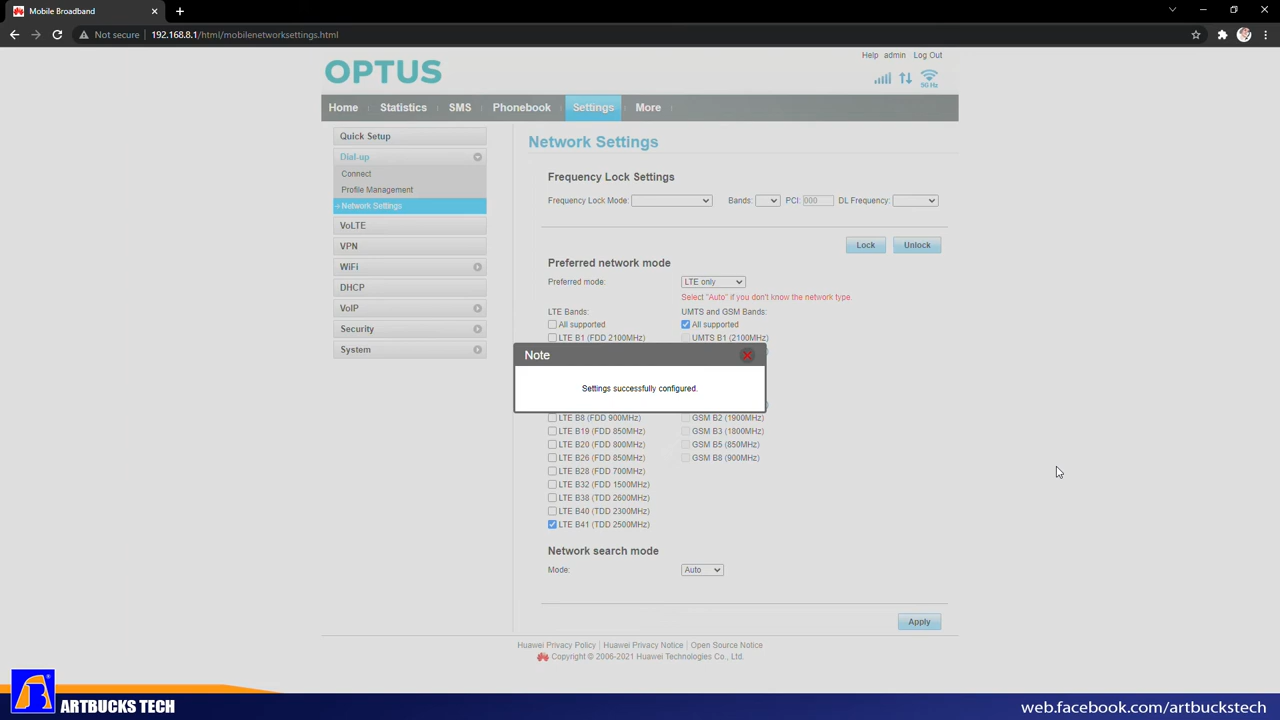 Mobile Broadband
Not secure
192.168.8.1/html/mobilenetworksettings.html
Help admin Log Out
OPTUS
5G Hz
Home
Statistics
SMS
Phonebook
Settings
More
Quick Setup
Dial-up
Connect
Profile Management
Network Settings
VoLTE
VPN
WiFi
DHCP
VoIP
Security
System
Network Settings
Frequency Lock Settings
Frequency Lock Mode: Bands: PCI: 000 DL Frequency:
Lock Unlock
Preferred network mode
Preferred mode: LTE only
Select "Auto" if you don't know the network type.
LTE Bands: UMTS and GSM Bands:
All supported All supported
LTE B1 (FDD 2100MHz) UMTS B1 (2100MHz)
Note
Settings successfully configured.
LTE B8 (FDD 900MHz) GSM B2 (1900MHz)
LTE B19 (FDD 850MHz) GSM B3 (1800MHz)
LTE B20 (FDD 800MHz) GSM B5 (850MHz)
LTE B26 (FDD 850MHz) GSM B8 (900MHz)
LTE B28 (FDD 700MHz)
LTE B32 (FDD 1500MHz)
LTE B38 (TDD 2600MHz)
LTE B40 (TDD 2300MHz)
LTE B41 (TDD 2500MHz)
Network search mode
Mode: Auto
Apply
Huawei Privacy Policy | Huawei Privacy Notice | Open Source Notice
Copyright © 2006-2021 Huawei Technologies Co., Ltd.
ARTBUCKS TECH
web.facebook.com/artbuckstech